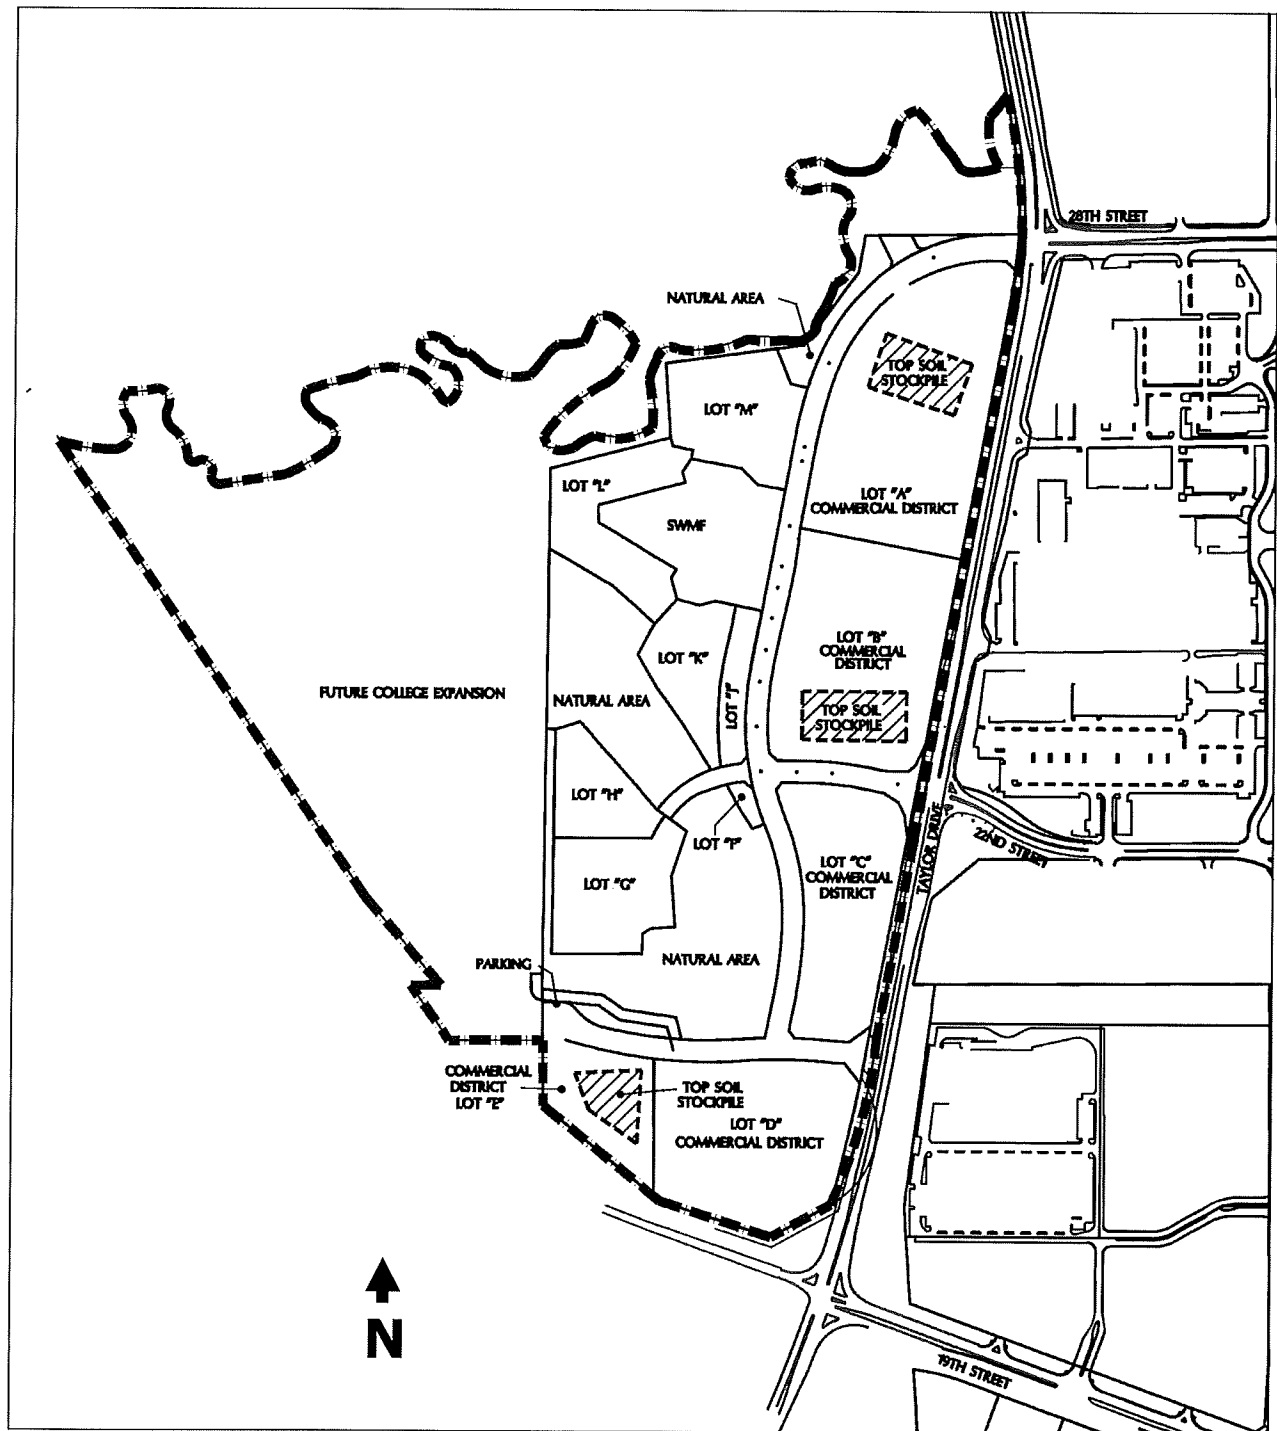 28TH STREET
NATURAL AREA
TOP SOIL
STOCKPILE
LOT "M"
LOT "L"
LOT "A"
COMMERCIAL DISTRICT
SWMF
LOT "B"
COMMERCIAL
DISTRICT
LOT "K"
FUTURE COLLEGE EXPANSION
NATURAL AREA
LOT "J"
TOP SOIL
STOCKPILE
LOT "H"
TAYLOR DRIVE
22ND STREET
LOT "F"
LOT "C"
COMMERCIAL
DISTRICT
LOT "G"
PARKING
NATURAL AREA
COMMERCIAL
DISTRICT
LOT "E"
TOP SOIL
STOCKPILE
LOT "D"
COMMERCIAL DISTRICT
N
19TH STREET